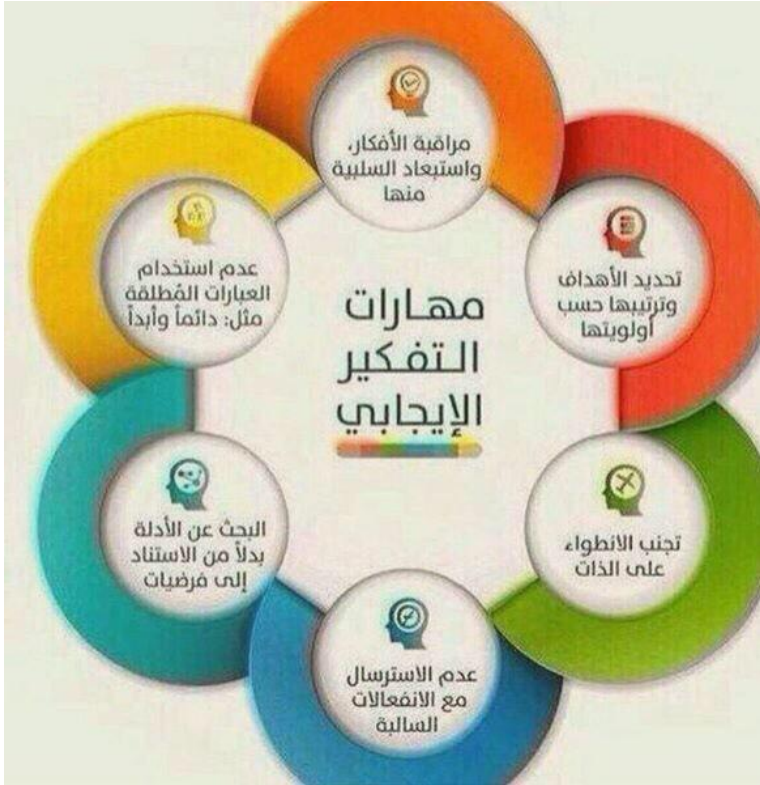 مهارات
التفكير
الإيجابي
مراقبة الأفكار،
واستبعاد السلبية
منها
تحديد الأهداف
وترتيبها حسب
أولويتها
تجنب الانطواء
على الذات
عدم الاسترسال
مع الانفعالات
السالبة
البحث عن الأدلة
بدلاً من الاستناد
إلى فرضيات
عدم استخدام
العبارات المُطلقة
مثل: دائماً وأبداً